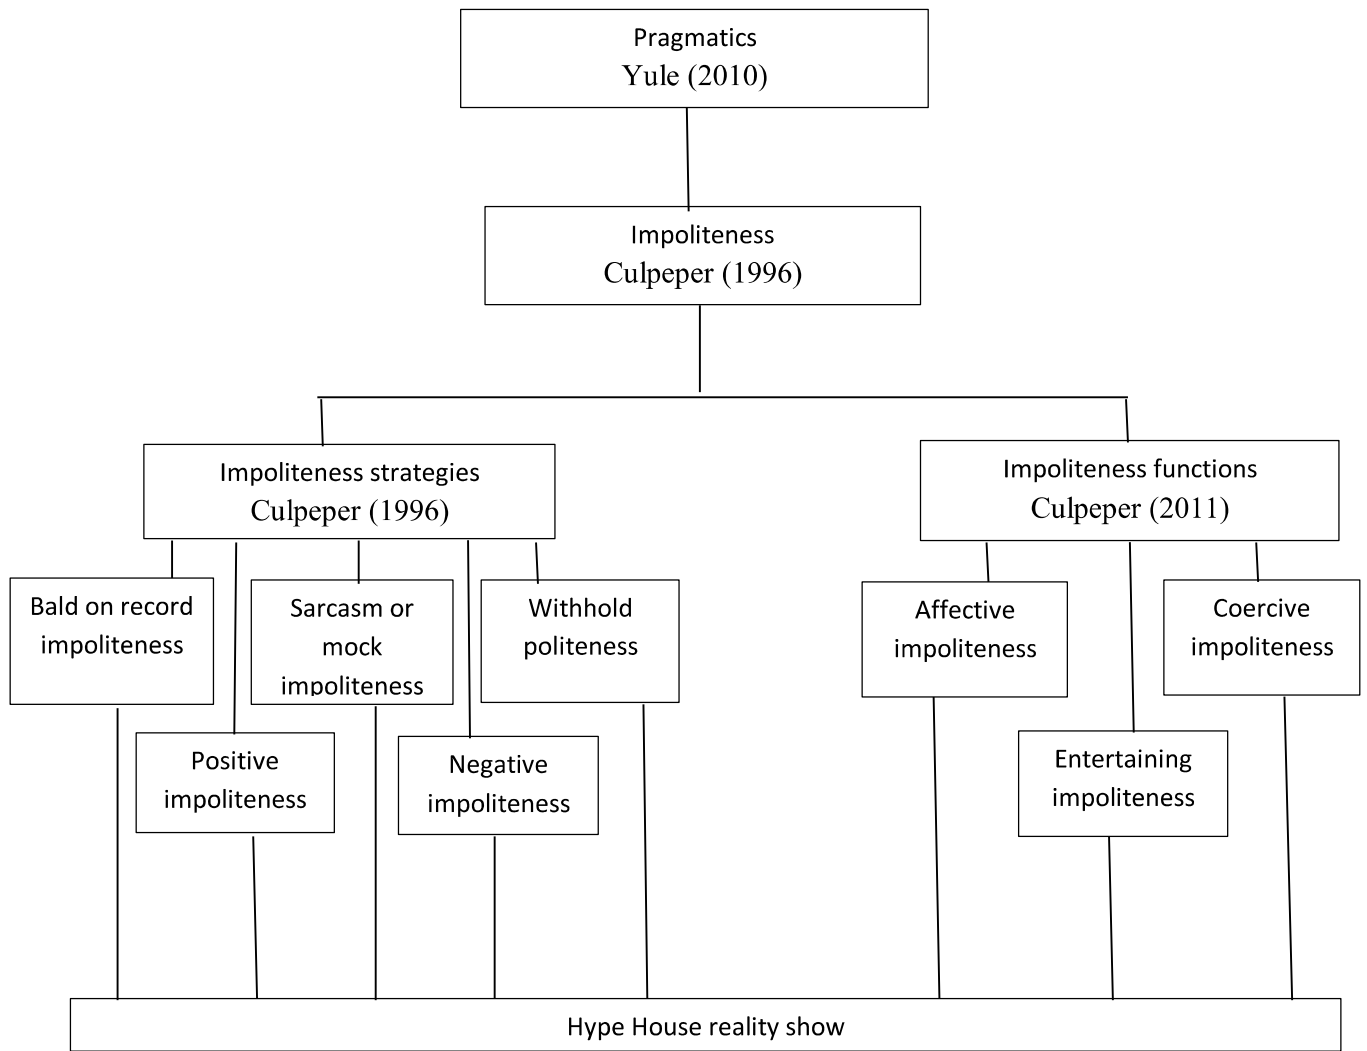 Pragmatics
Yule (2010)
Impoliteness
Culpeper (1996)
Impoliteness strategies
Culpeper (1996)
Impoliteness functions
Culpeper (2011)
Bald on record
impoliteness
Sarcasm or
mock
impoliteness
Withhold
politeness
Affective
impoliteness
Coercive
impoliteness
Positive
impoliteness
Negative
impoliteness
Entertaining
impoliteness
Hype House reality show